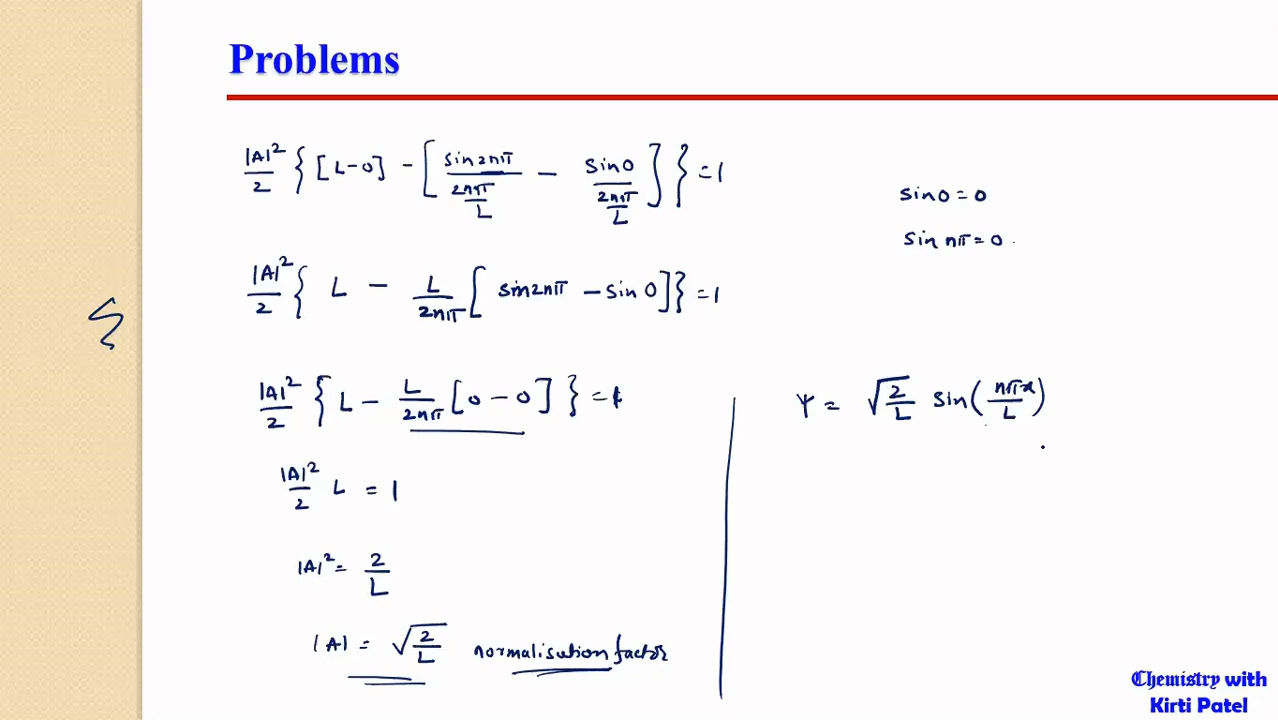 Problems
|A|²/2 { [L-0] - [ sin2nπ/(2nπ/L) - sin0/(2nπ/L) ] } = 1
sin0 = 0
sin nπ = 0
|A|²/2 { L - L/2nπ [ sin2nπ - sin 0 ] } = 1
|A|²/2 { L - L/2nπ [0 - 0] } = 1
|A|²/2 L = 1
|A|² = 2/L
|A| = √(2/L) normalisation factor
Ψ = √(2/L) sin(nπx/L)
Chemistry with
Kirti Patel